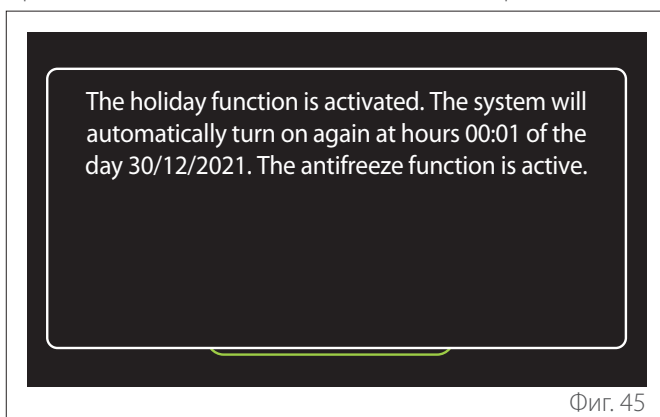 The holiday function is activated. The system will
automatically turn on again at hours 00:01 of the
day 30/12/2021. The antifreeze function is active.
Фиг. 45